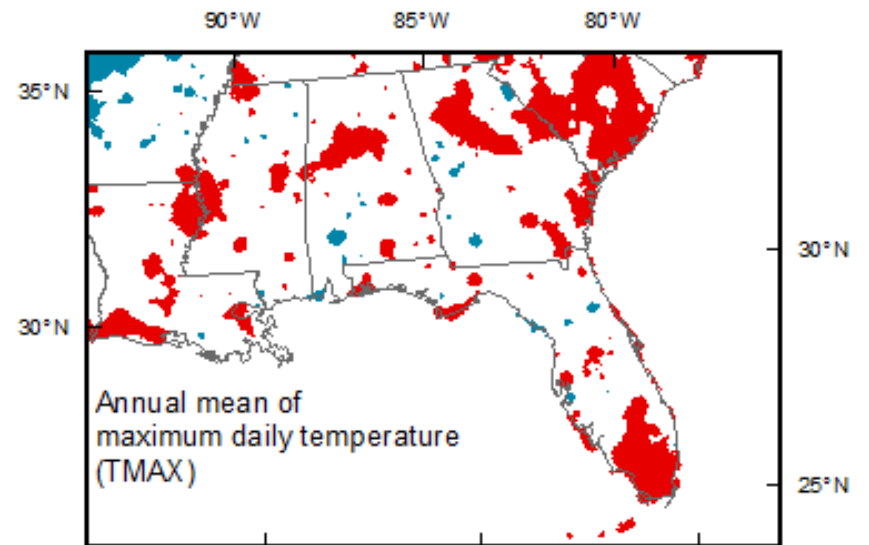 90°W 85°W 80°W
35°N
30°N
30°N
25°N
Annual mean of
maximum daily temperature
(TMAX)